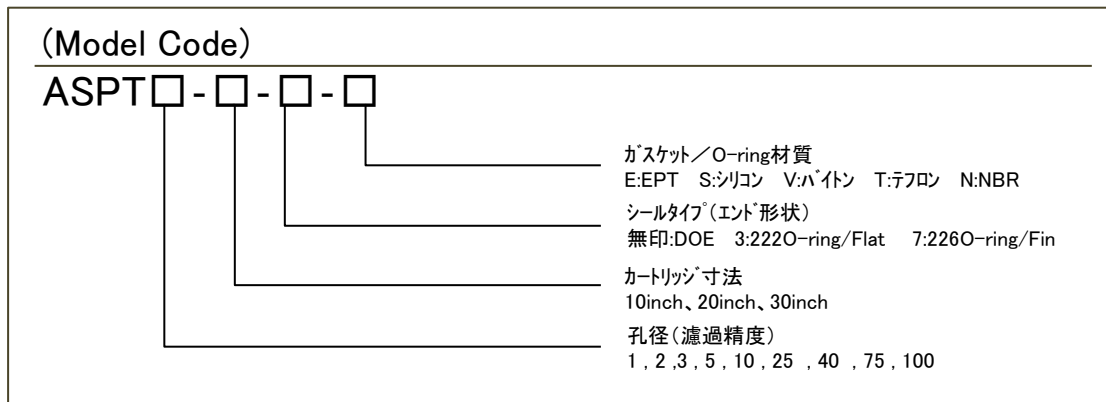 (Model Code)
ASPT□-□-□-□
ガスケット/O-ring材質
E:EPT S:シリコン V:バイトン T:テフロン N:NBR
シールタイプ(エンド形状)
無印:DOE 3:222O-ring/Flat 7:226O-ring/Fin
カートリッジ寸法
10inch、20inch、30inch
孔径(濾過精度)
1 , 2 ,3 , 5 , 10 , 25 , 40 , 75 , 100